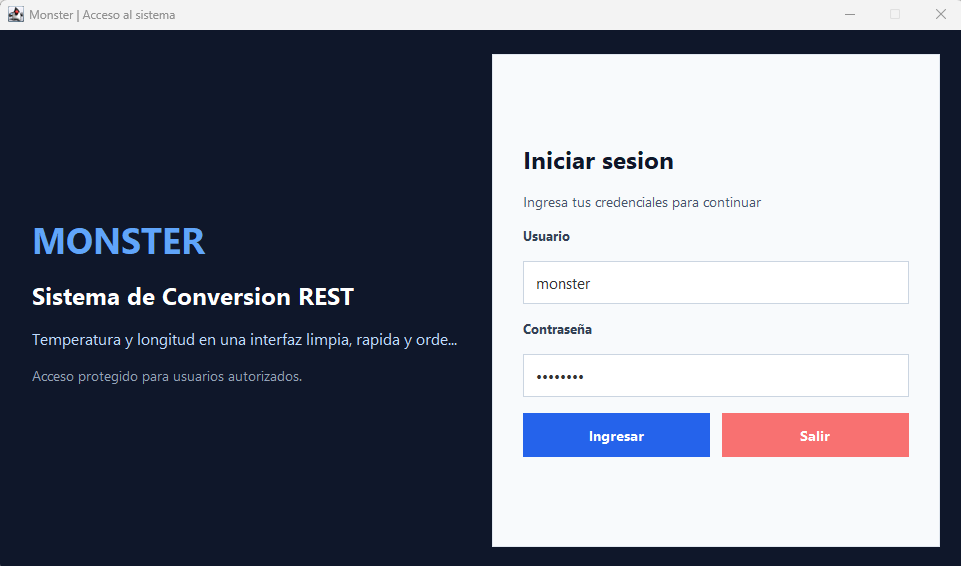 Monster | Acceso al sistema
MONSTER
Sistema de Conversion REST
Temperatura y longitud en una interfaz limpia, rapida y orde...
Acceso protegido para usuarios autorizados.
Iniciar sesion
Ingresa tus credenciales para continuar
Usuario
monster
Contraseña
••••••••
Ingresar
Salir